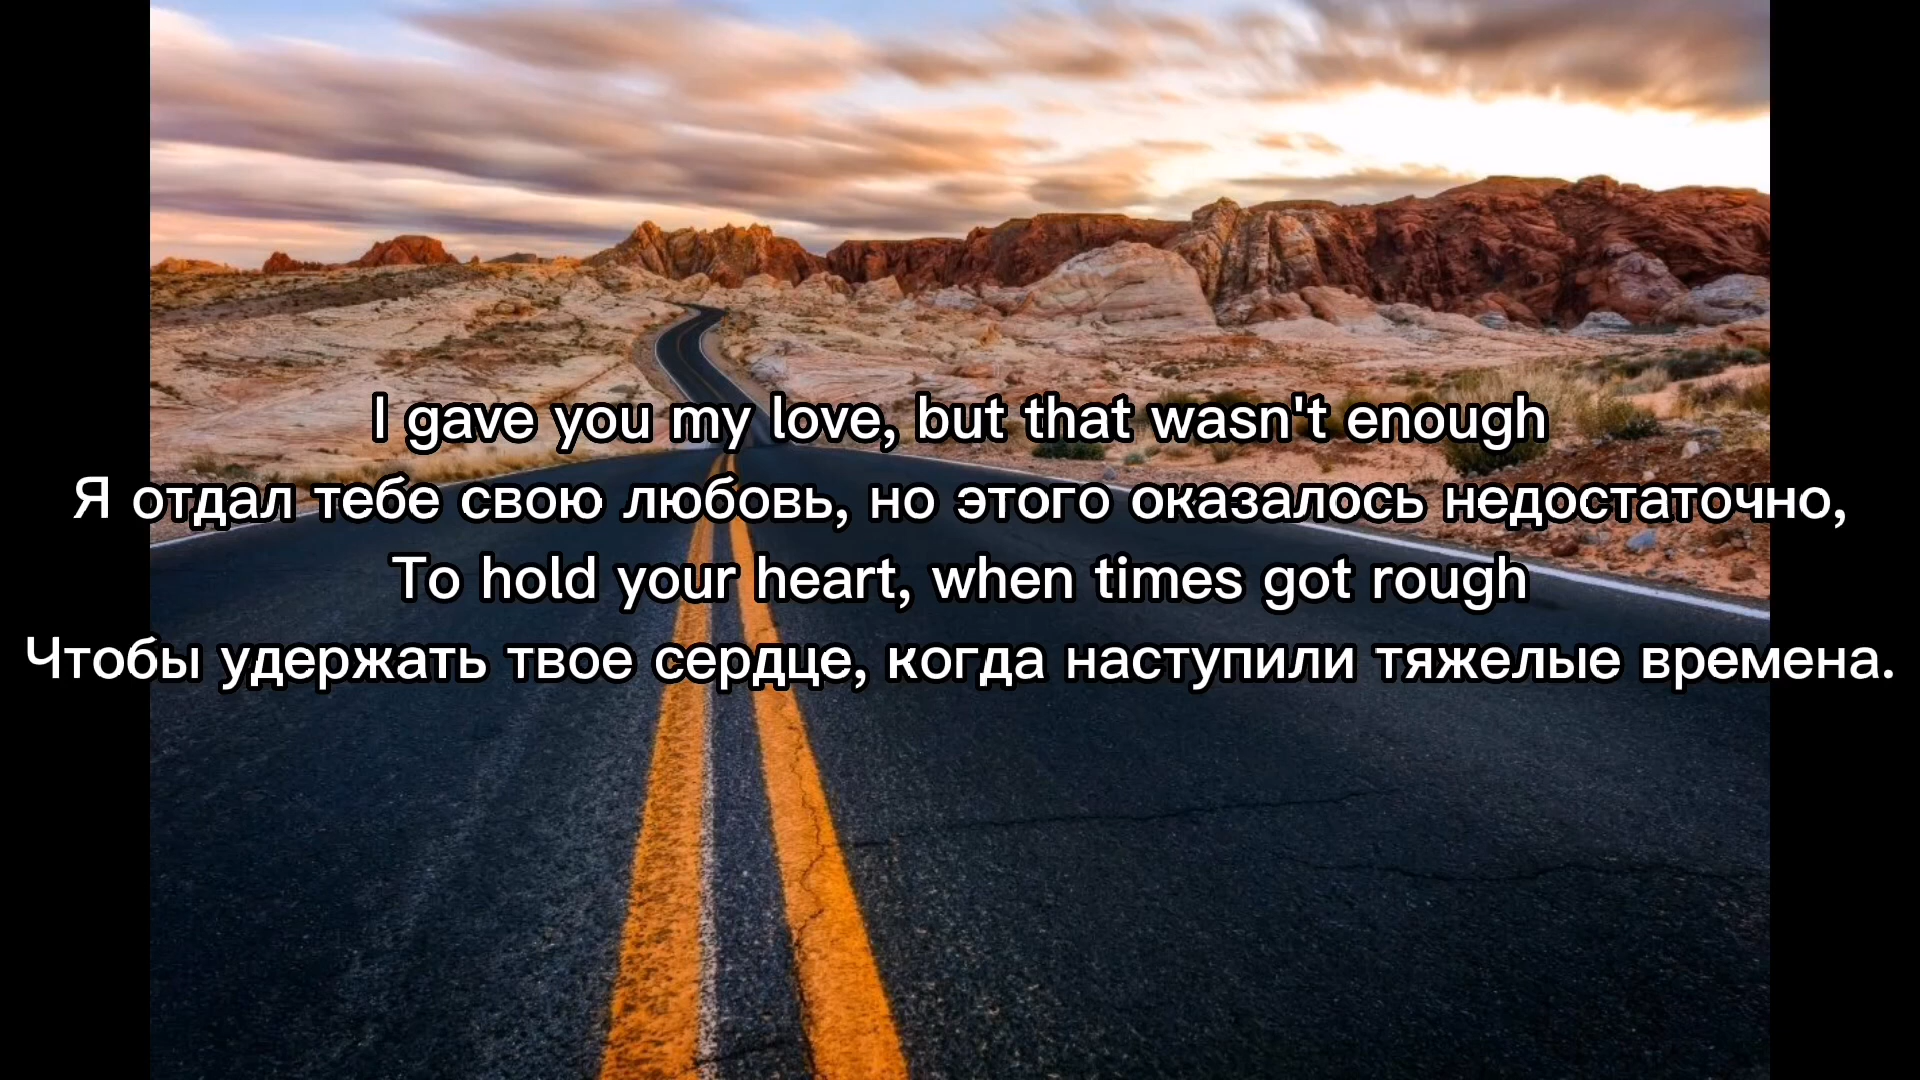 I gave you my love, but that wasn't enough
Я отдал тебе свою любовь, но этого оказалось недостаточно,
To hold your heart, when times got rough
Чтобы удержать твое сердце, когда наступили тяжелые времена.